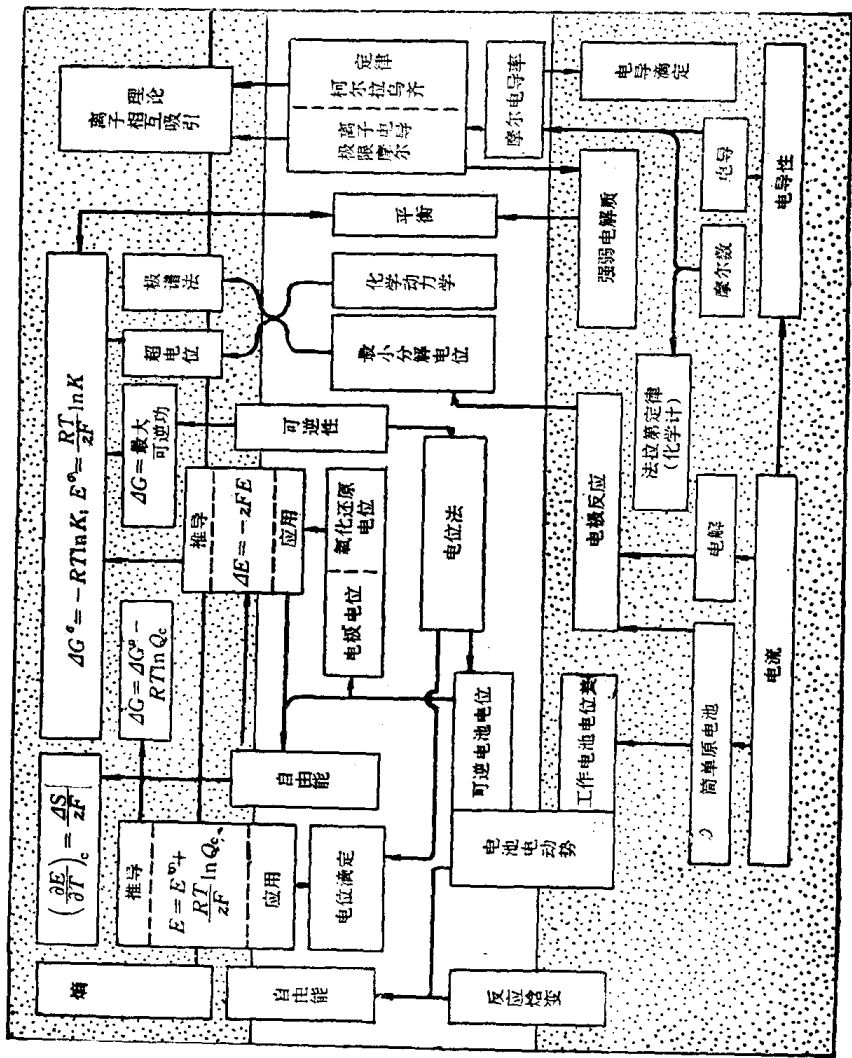 熵
(∂E/∂T)c = ΔS/zF
ΔG° = −RT lnK, E° = RT/zF lnK
离子相互吸引
理论
推导
E = E° +
RT/zF lnQc
应用
ΔG = ΔG° −
RT lnQc
ΔG = 最大
可逆功
超电位
极谱法
推导
ΔE = −zFE
应用
自由能
自由能
电位滴定
电极电位
氧化还原
电位
可逆性
最小分解电位
化学动力学
平衡
极限摩尔
离子电导
柯尔拉乌齐
定律
反应焓变
电池电动势
可逆电池电位
工作电池电位
电位法
摩尔电导率
强弱电解质
电导滴定
电极反应
法拉第定律
(化学计)
简单原电池
电解
摩尔数
电导
电流
电导性